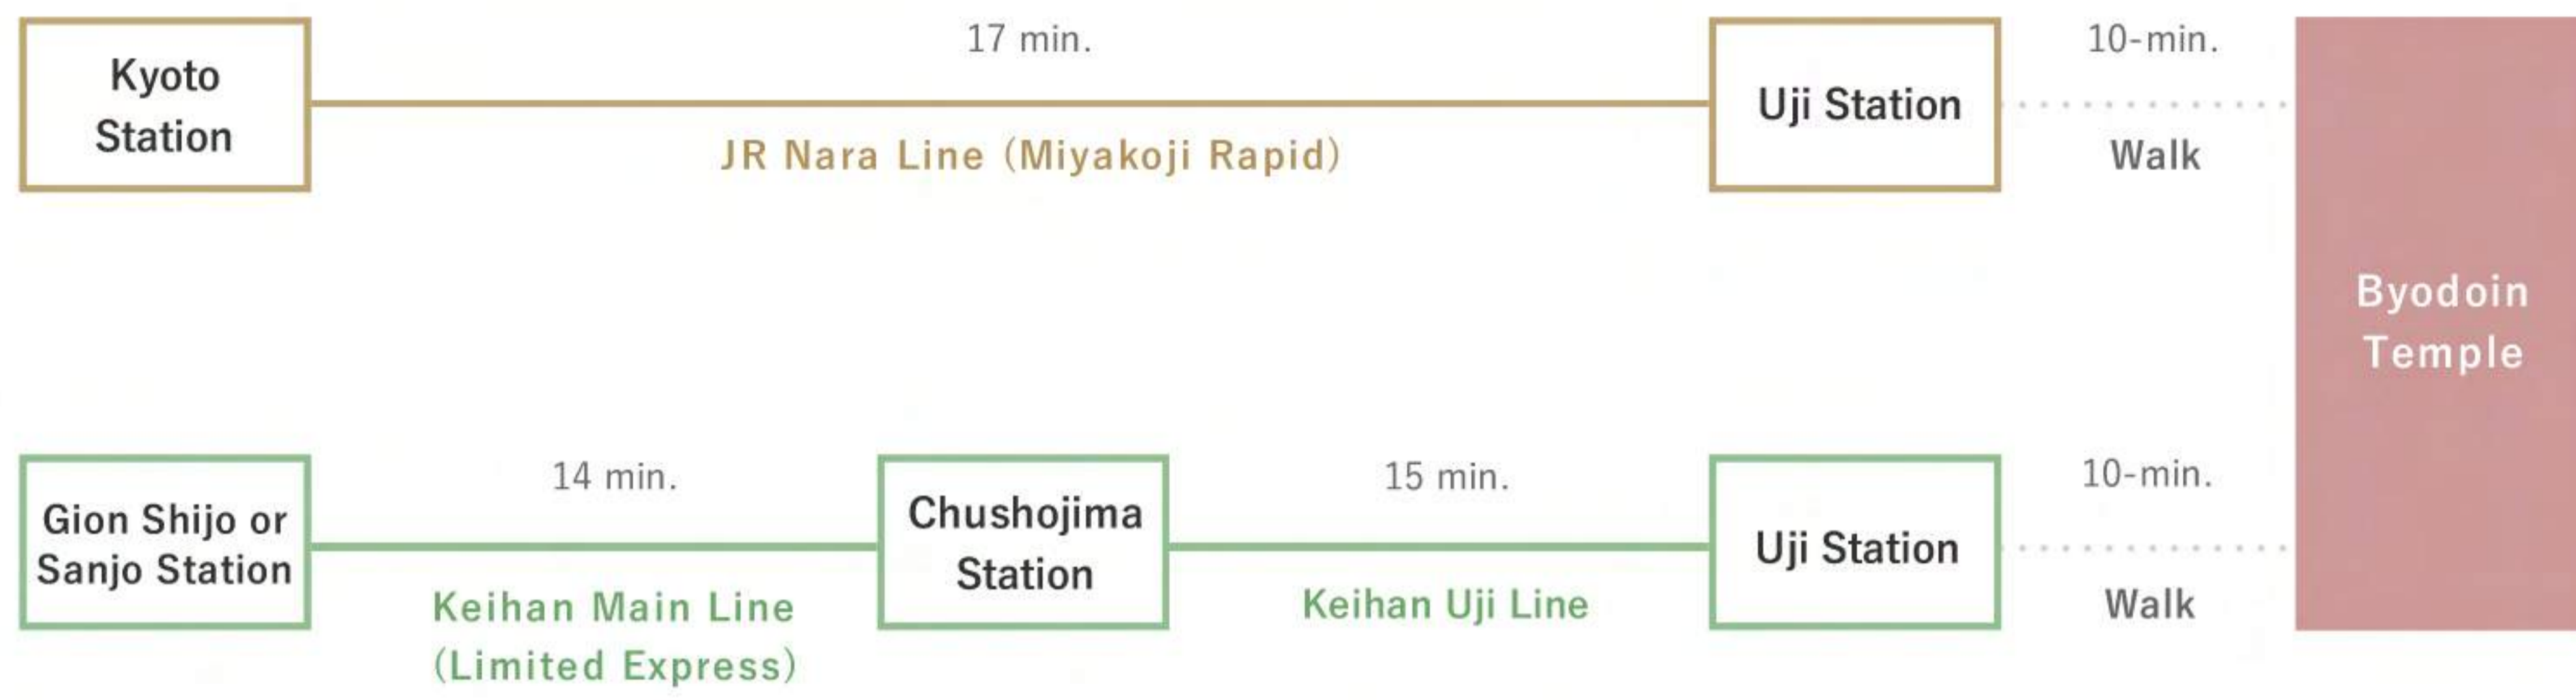 Kyoto
Station
17 min.
JR Nara Line (Miyakoji Rapid)
Uji Station
10-min.
Walk
Byodoin
Temple
Gion Shijo or
Sanjo Station
14 min.
Keihan Main Line
(Limited Express)
Chushojima
Station
15 min.
Keihan Uji Line
Uji Station
10-min.
Walk